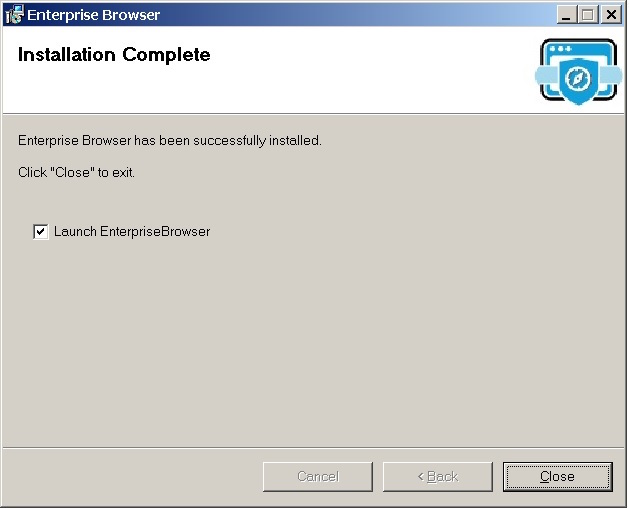 Enterprise Browser
Installation Complete
Enterprise Browser has been successfully installed.
Click "Close" to exit.
Launch EnterpriseBrowser
Cancel
< Back
Close